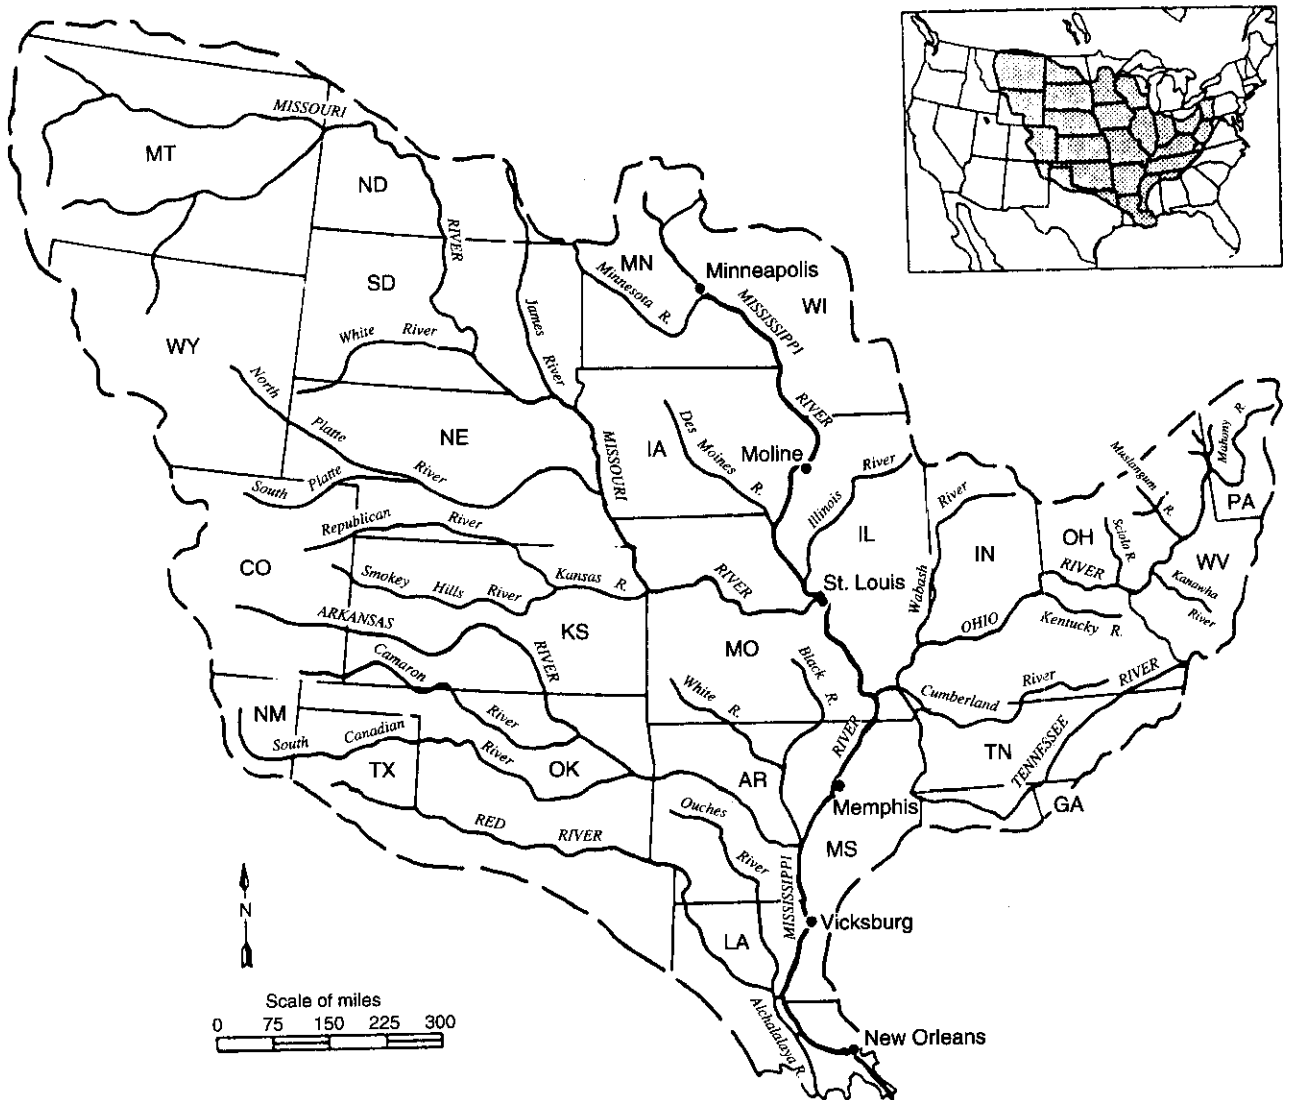 MISSOURI
MT
ND
RIVER
SD
MN
Minneapolis
Minnesota R.
MISSISSIPPI
WI
James
River
White River
WY
North
Platte
River
NE
MISSOURI
IA
Des
Moines
R.
RIVER
Moline
Illinois
River
South Platte
Republican River
CO
Smokey Hills River
Kansas R.
IL
River
Wabash
IN
OH
Muslangum R.
Scioto R.
Mahony R.
PA
WV
RIVER
Kanawha
River
St. Louis
RIVER
ARKANSAS
RIVER
KS
MO
OHIO
Kentucky R.
Camaron
River
Black
R.
White R.
Cumberland
River
RIVER
TENNESSEE
NM
South Canadian
River
TX
OK
AR
RIVER
TN
GA
Memphis
Ouches
River
RED RIVER
MS
MISSISSIPPI
Vicksburg
LA
N
Alchalalaya R.
New Orleans
Scale of miles
0 75 150 225 300